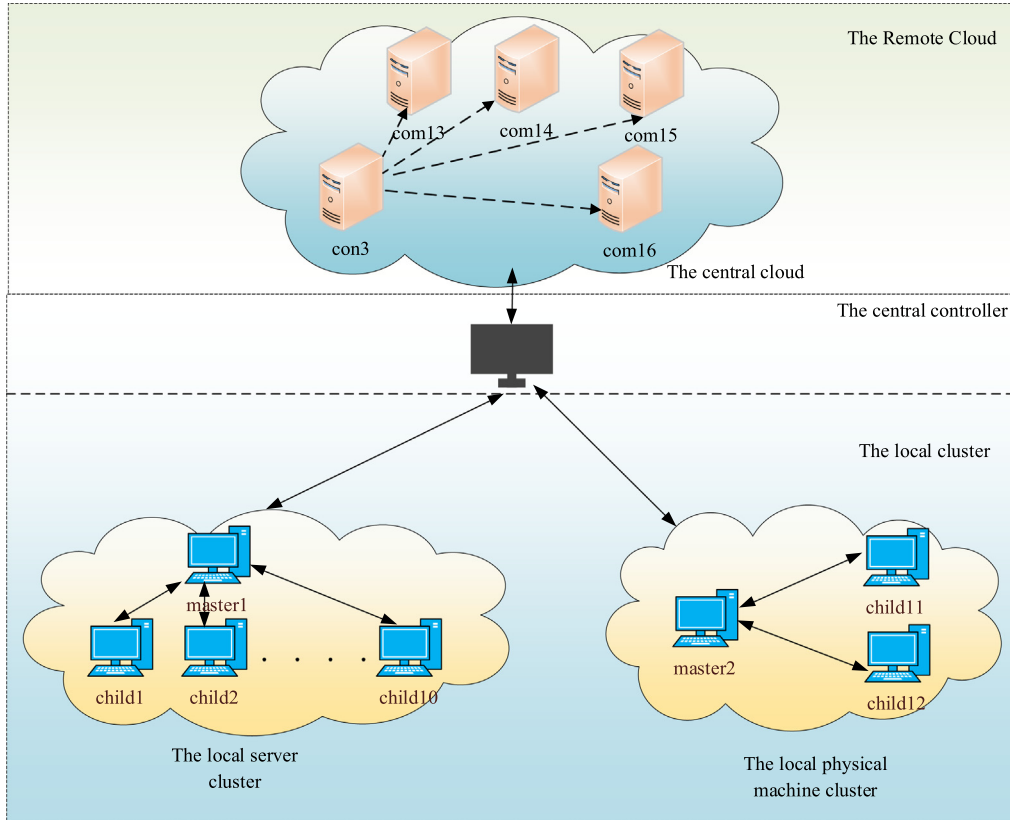 The Remote Cloud
com13
com14
com15
con3
com16
The central cloud
The central controller
The local cluster
master1
child1
child2
child10
The local server
cluster
child11
master2
child12
The local physical
machine cluster